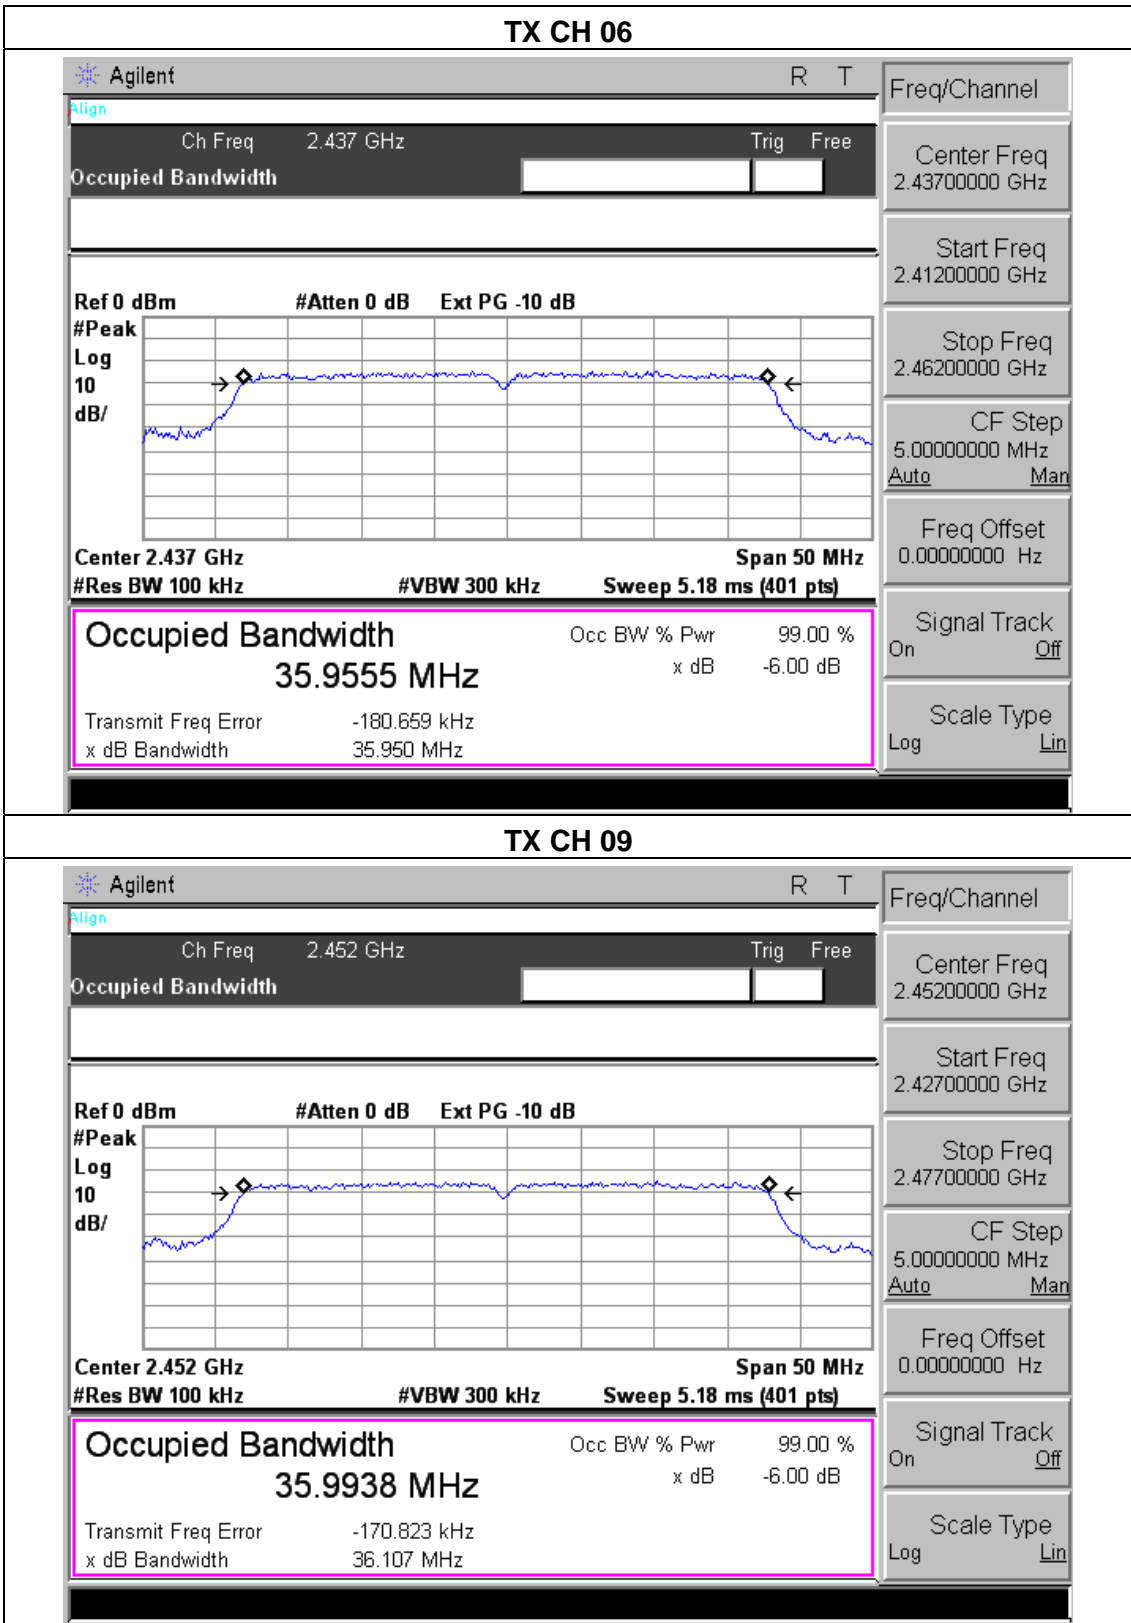 TX CH 06
Agilent R T
Freq/Channel
Align
Ch Freq 2.437 GHz Trig Free
Occupied Bandwidth
Center Freq
2.43700000 GHz
Start Freq
2.41200000 GHz
Stop Freq
2.46200000 GHz
CF Step
5.00000000 MHz
Auto Man
Freq Offset
0.00000000 Hz
Signal Track
On Off
Scale Type
Log Lin
Ref 0 dBm #Atten 0 dB Ext PG -10 dB
#Peak
Log
10
dB/
Center 2.437 GHz Span 50 MHz
#Res BW 100 kHz #VBW 300 kHz Sweep 5.18 ms (401 pts)
Occupied Bandwidth Occ BW % Pwr 99.00 %
35.9555 MHz x dB -6.00 dB
Transmit Freq Error -180.659 kHz
x dB Bandwidth 35.950 MHz
TX CH 09
Agilent R T
Freq/Channel
Align
Ch Freq 2.452 GHz Trig Free
Occupied Bandwidth
Center Freq
2.45200000 GHz
Start Freq
2.42700000 GHz
Stop Freq
2.47700000 GHz
CF Step
5.00000000 MHz
Auto Man
Freq Offset
0.00000000 Hz
Signal Track
On Off
Scale Type
Log Lin
Ref 0 dBm #Atten 0 dB Ext PG -10 dB
#Peak
Log
10
dB/
Center 2.452 GHz Span 50 MHz
#Res BW 100 kHz #VBW 300 kHz Sweep 5.18 ms (401 pts)
Occupied Bandwidth Occ BW % Pwr 99.00 %
35.9938 MHz x dB -6.00 dB
Transmit Freq Error -170.823 kHz
x dB Bandwidth 36.107 MHz